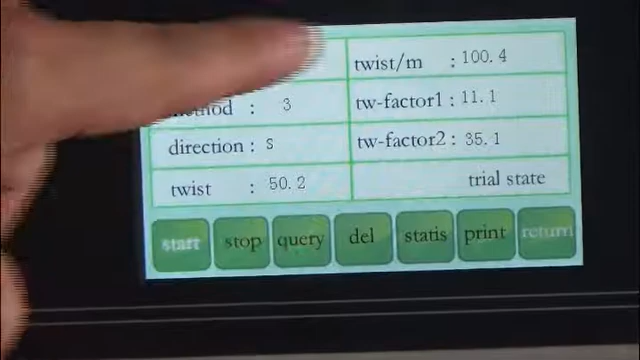 twist/m : 100.4
method : 3
tw-factor1 : 11.1
direction : S
tw-factor2 : 35.1
twist : 50.2
trial state
start stop query del statis print return